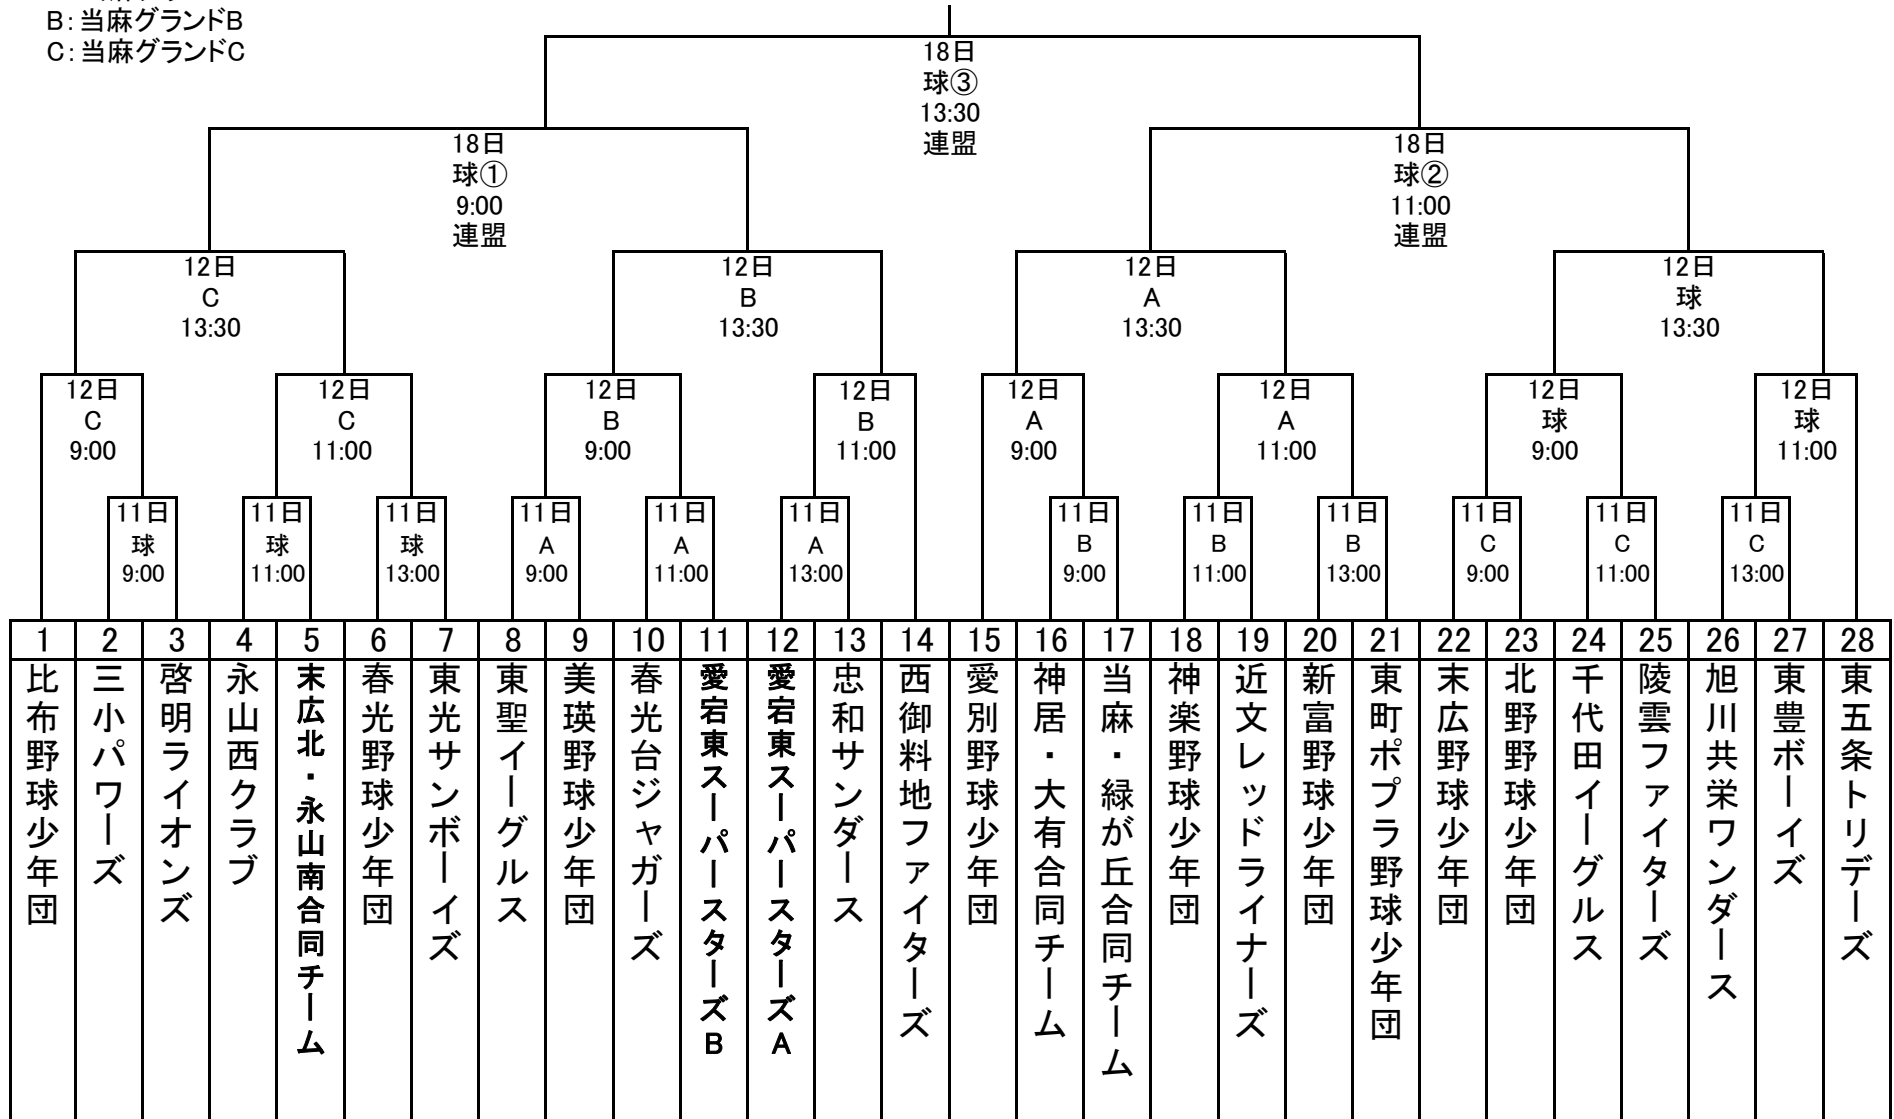 B：当麻グランドB
C：当麻グランドC
18日
球③
13:30
連盟
18日
球①
9:00
連盟
18日
球②
11:00
連盟
12日
C
13:30
12日
B
13:30
12日
A
13:30
12日
球
13:30
12日
C
9:00
12日
C
11:00
12日
B
9:00
12日
B
11:00
12日
A
9:00
12日
A
11:00
12日
球
9:00
12日
球
11:00
11日
球
9:00
11日
球
11:00
11日
球
13:00
11日
A
9:00
11日
A
11:00
11日
A
13:00
11日
B
9:00
11日
B
11:00
11日
B
13:00
11日
C
9:00
11日
C
11:00
11日
C
13:00
1
比布野球少年団
2
三小パワーズ
3
啓明ライオンズ
4
永山西クラブ
5
末広北・永山南合同チーム
6
春光野球少年団
7
東光サンボーイズ
8
東聖イーグルス
9
美瑛野球少年団
10
春光台ジャガーズ
11
愛宕東スーパースターズB
12
愛宕東スーパースターズA
13
忠和サンダース
14
西御料地ファイターズ
15
愛別野球少年団
16
神居・大有合同チーム
17
当麻・緑が丘合同チーム
18
神楽野球少年団
19
近文レッドライナーズ
20
新富野球少年団
21
東町ポプラ野球少年団
22
末広野球少年団
23
北野野球少年団
24
千代田イーグルス
25
陵雲ファイターズ
26
旭川共栄ワンダース
27
東豊ボーイズ
28
東五条トリデーズ